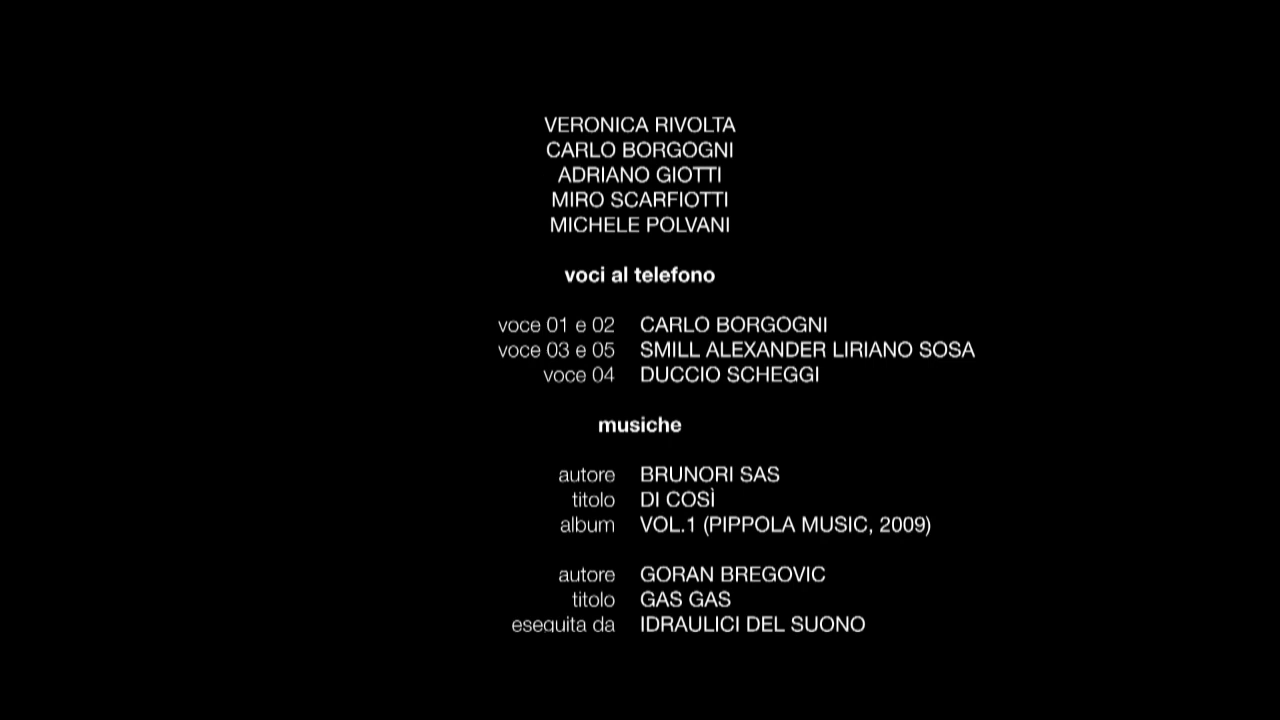 VERONICA RIVOLTA
CARLO BORGOGNI
ADRIANO GIOTTI
MIRO SCARFIOTTI
MICHELE POLVANI
voci al telefono
voce 01 e 02 CARLO BORGOGNI
voce 03 e 05 SMILL ALEXANDER LIRIANO SOSA
voce 04 DUCCIO SCHEGGI
musiche
autore BRUNORI SAS
titolo DI COSÌ
album VOL.1 (PIPPOLA MUSIC, 2009)
autore GORAN BREGOVIC
titolo GAS GAS
eseguita da IDRAULICI DEL SUONO